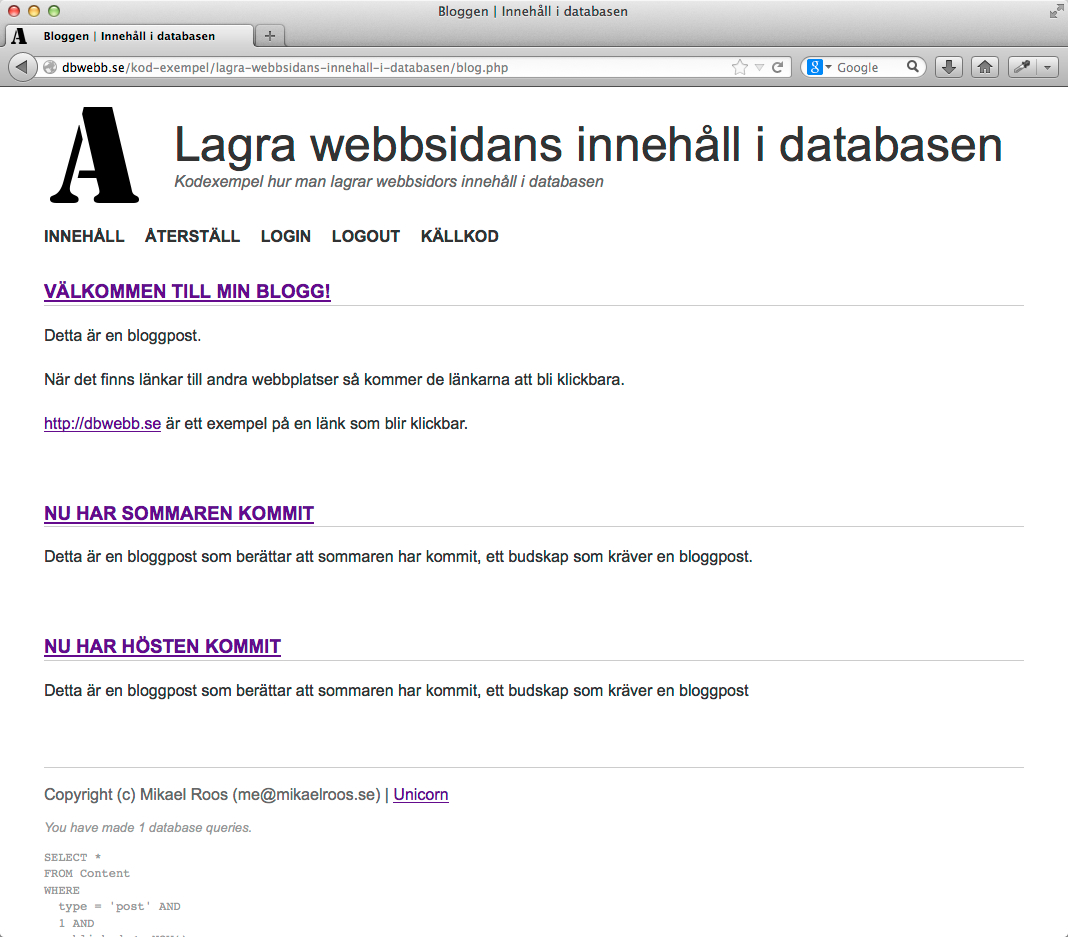 Bloggen | Innehåll i databasen
Bloggen | Innehåll i databasen
dbwebb.se/kod-exempel/lagra-webbsidans-innehall-i-databasen/blog.php
Google
A
Lagra webbsidans innehåll i databasen
Kodexempel hur man lagrar webbsidors innehåll i databasen
INNEHÅLL ÅTERSTÄLL LOGIN LOGOUT KÄLLKOD
VÄLKOMMEN TILL MIN BLOGG!
Detta är en bloggpost.
När det finns länkar till andra webbplatser så kommer de länkarna att bli klickbara.
http://dbwebb.se är ett exempel på en länk som blir klickbar.
NU HAR SOMMAREN KOMMIT
Detta är en bloggpost som berättar att sommaren har kommit, ett budskap som kräver en bloggpost.
NU HAR HÖSTEN KOMMIT
Detta är en bloggpost som berättar att sommaren har kommit, ett budskap som kräver en bloggpost
Copyright (c) Mikael Roos (me@mikaelroos.se) | Unicorn
You have made 1 database queries.
SELECT *
FROM Content
WHERE
type = 'post' AND
1 AND